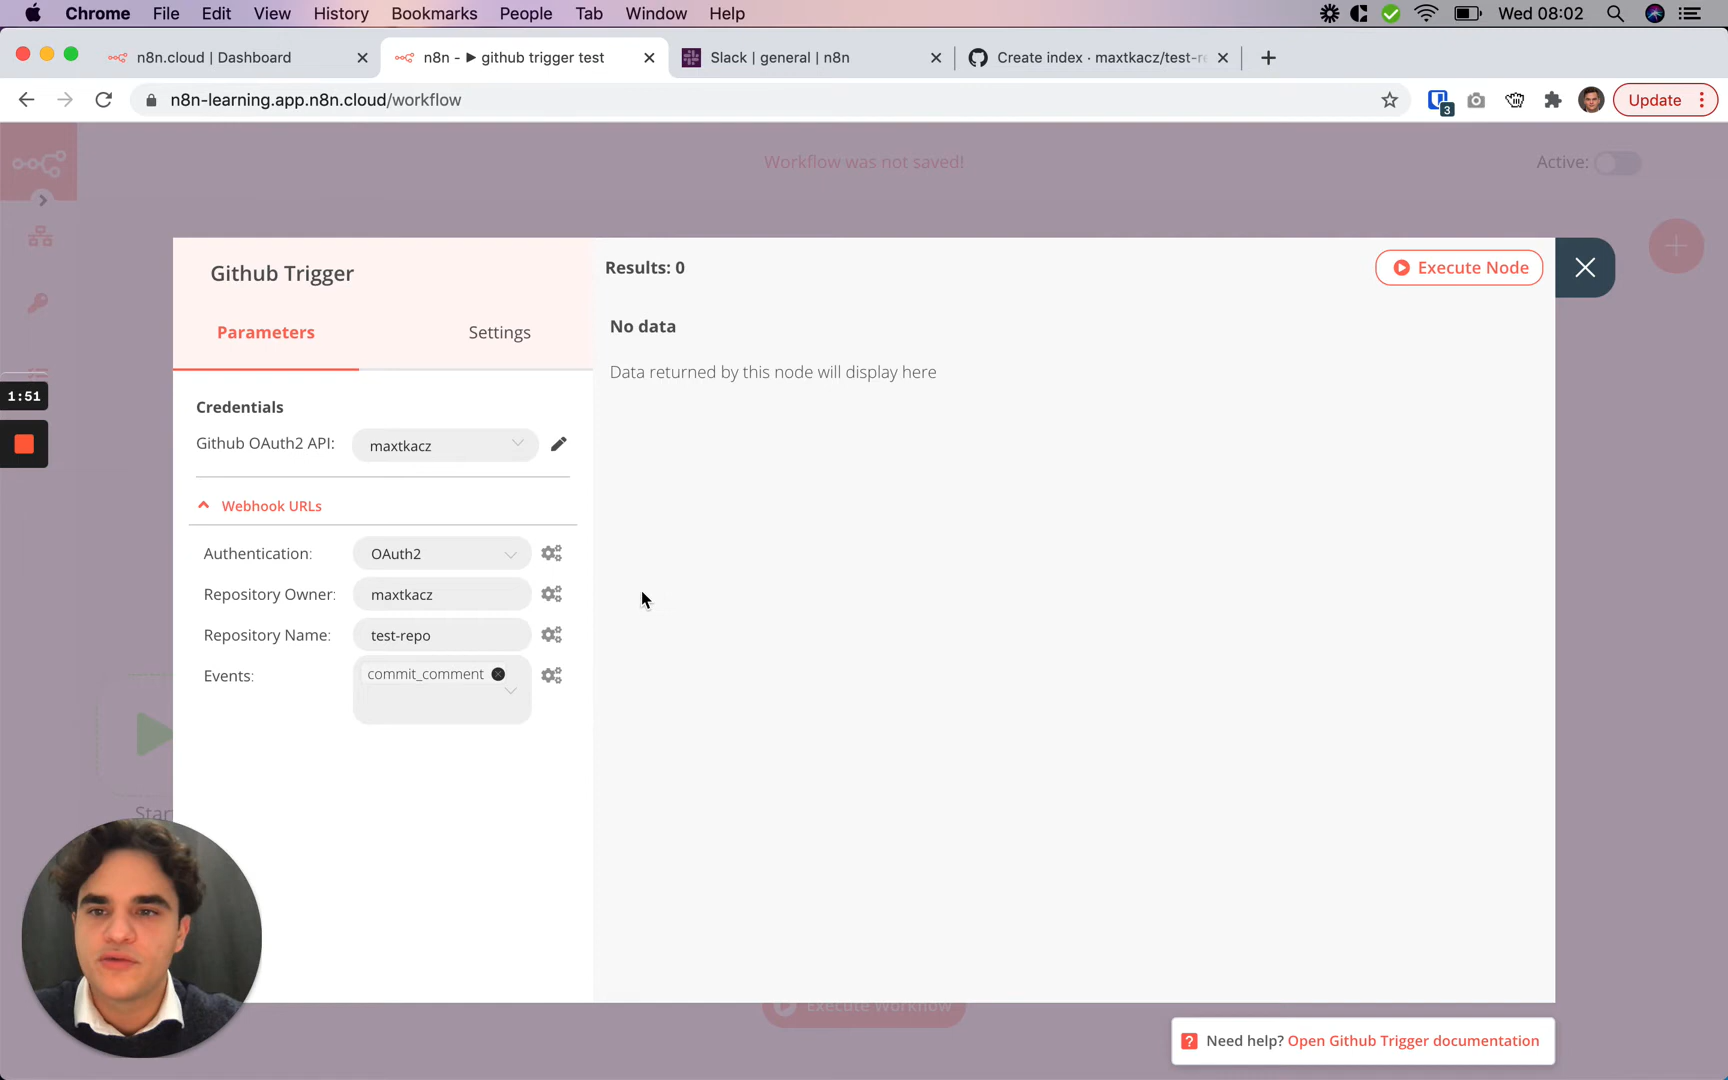 Chrome File Edit View History Bookmarks People Tab Window Help Wed 08:02
n8n.cloud | Dashboard n8n - ▶ github trigger test Slack | general | n8n Create index · maxtkacz/test-r
n8n-learning.app.n8n.cloud/workflow 3 Update
Workflow was not saved! Active:
Github Trigger Results: 0 Execute Node
Parameters Settings No data
Data returned by this node will display here
1:51
Credentials
Github OAuth2 API: maxtkacz
Webhook URLs
Authentication: OAuth2
Repository Owner: maxtkacz
Repository Name: test-repo
Events: commit_comment
Star
Execute Workflow
? Need help? Open Github Trigger documentation